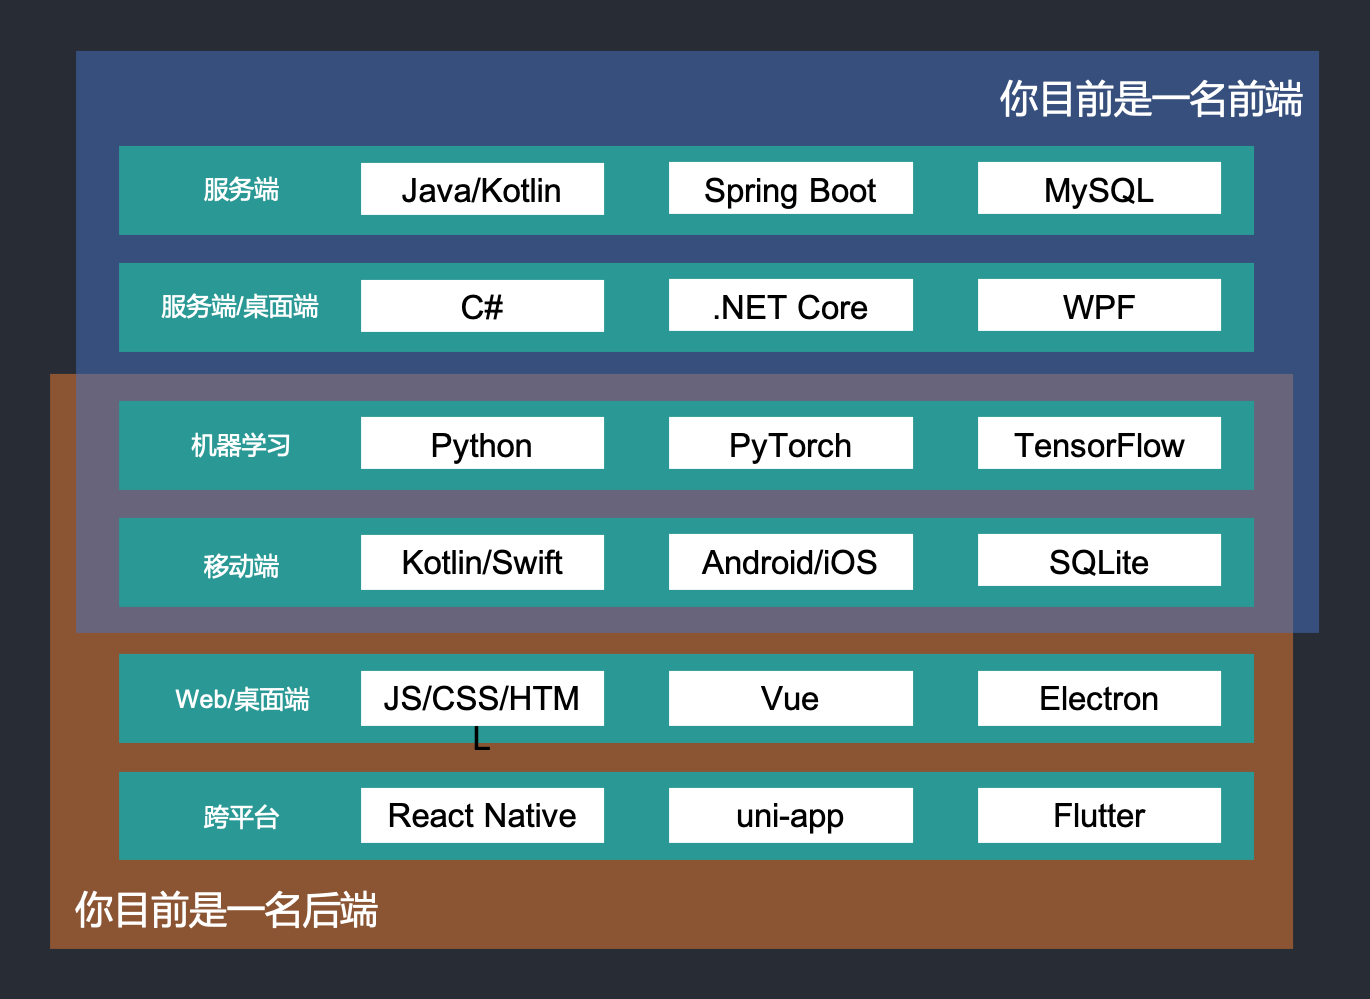 你目前是一名前端
服务端 Java/Kotlin Spring Boot MySQL
服务端/桌面端 C# .NET Core WPF
机器学习 Python PyTorch TensorFlow
移动端 Kotlin/Swift Android/iOS SQLite
Web/桌面端 JS/CSS/HTM Vue Electron
L
跨平台 React Native uni-app Flutter
你目前是一名后端